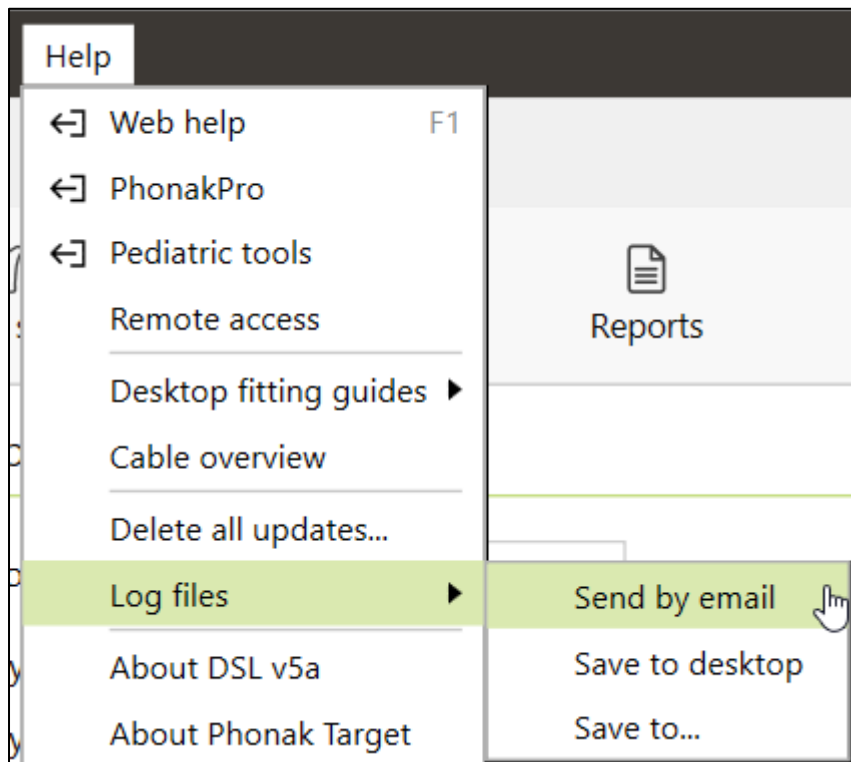 Help
Web help F1
PhonakPro
Pediatric tools
Remote access
Reports
Desktop fitting guides
Cable overview
Delete all updates...
Log files
Send by email
Save to desktop
Save to...
About DSL v5a
About Phonak Target